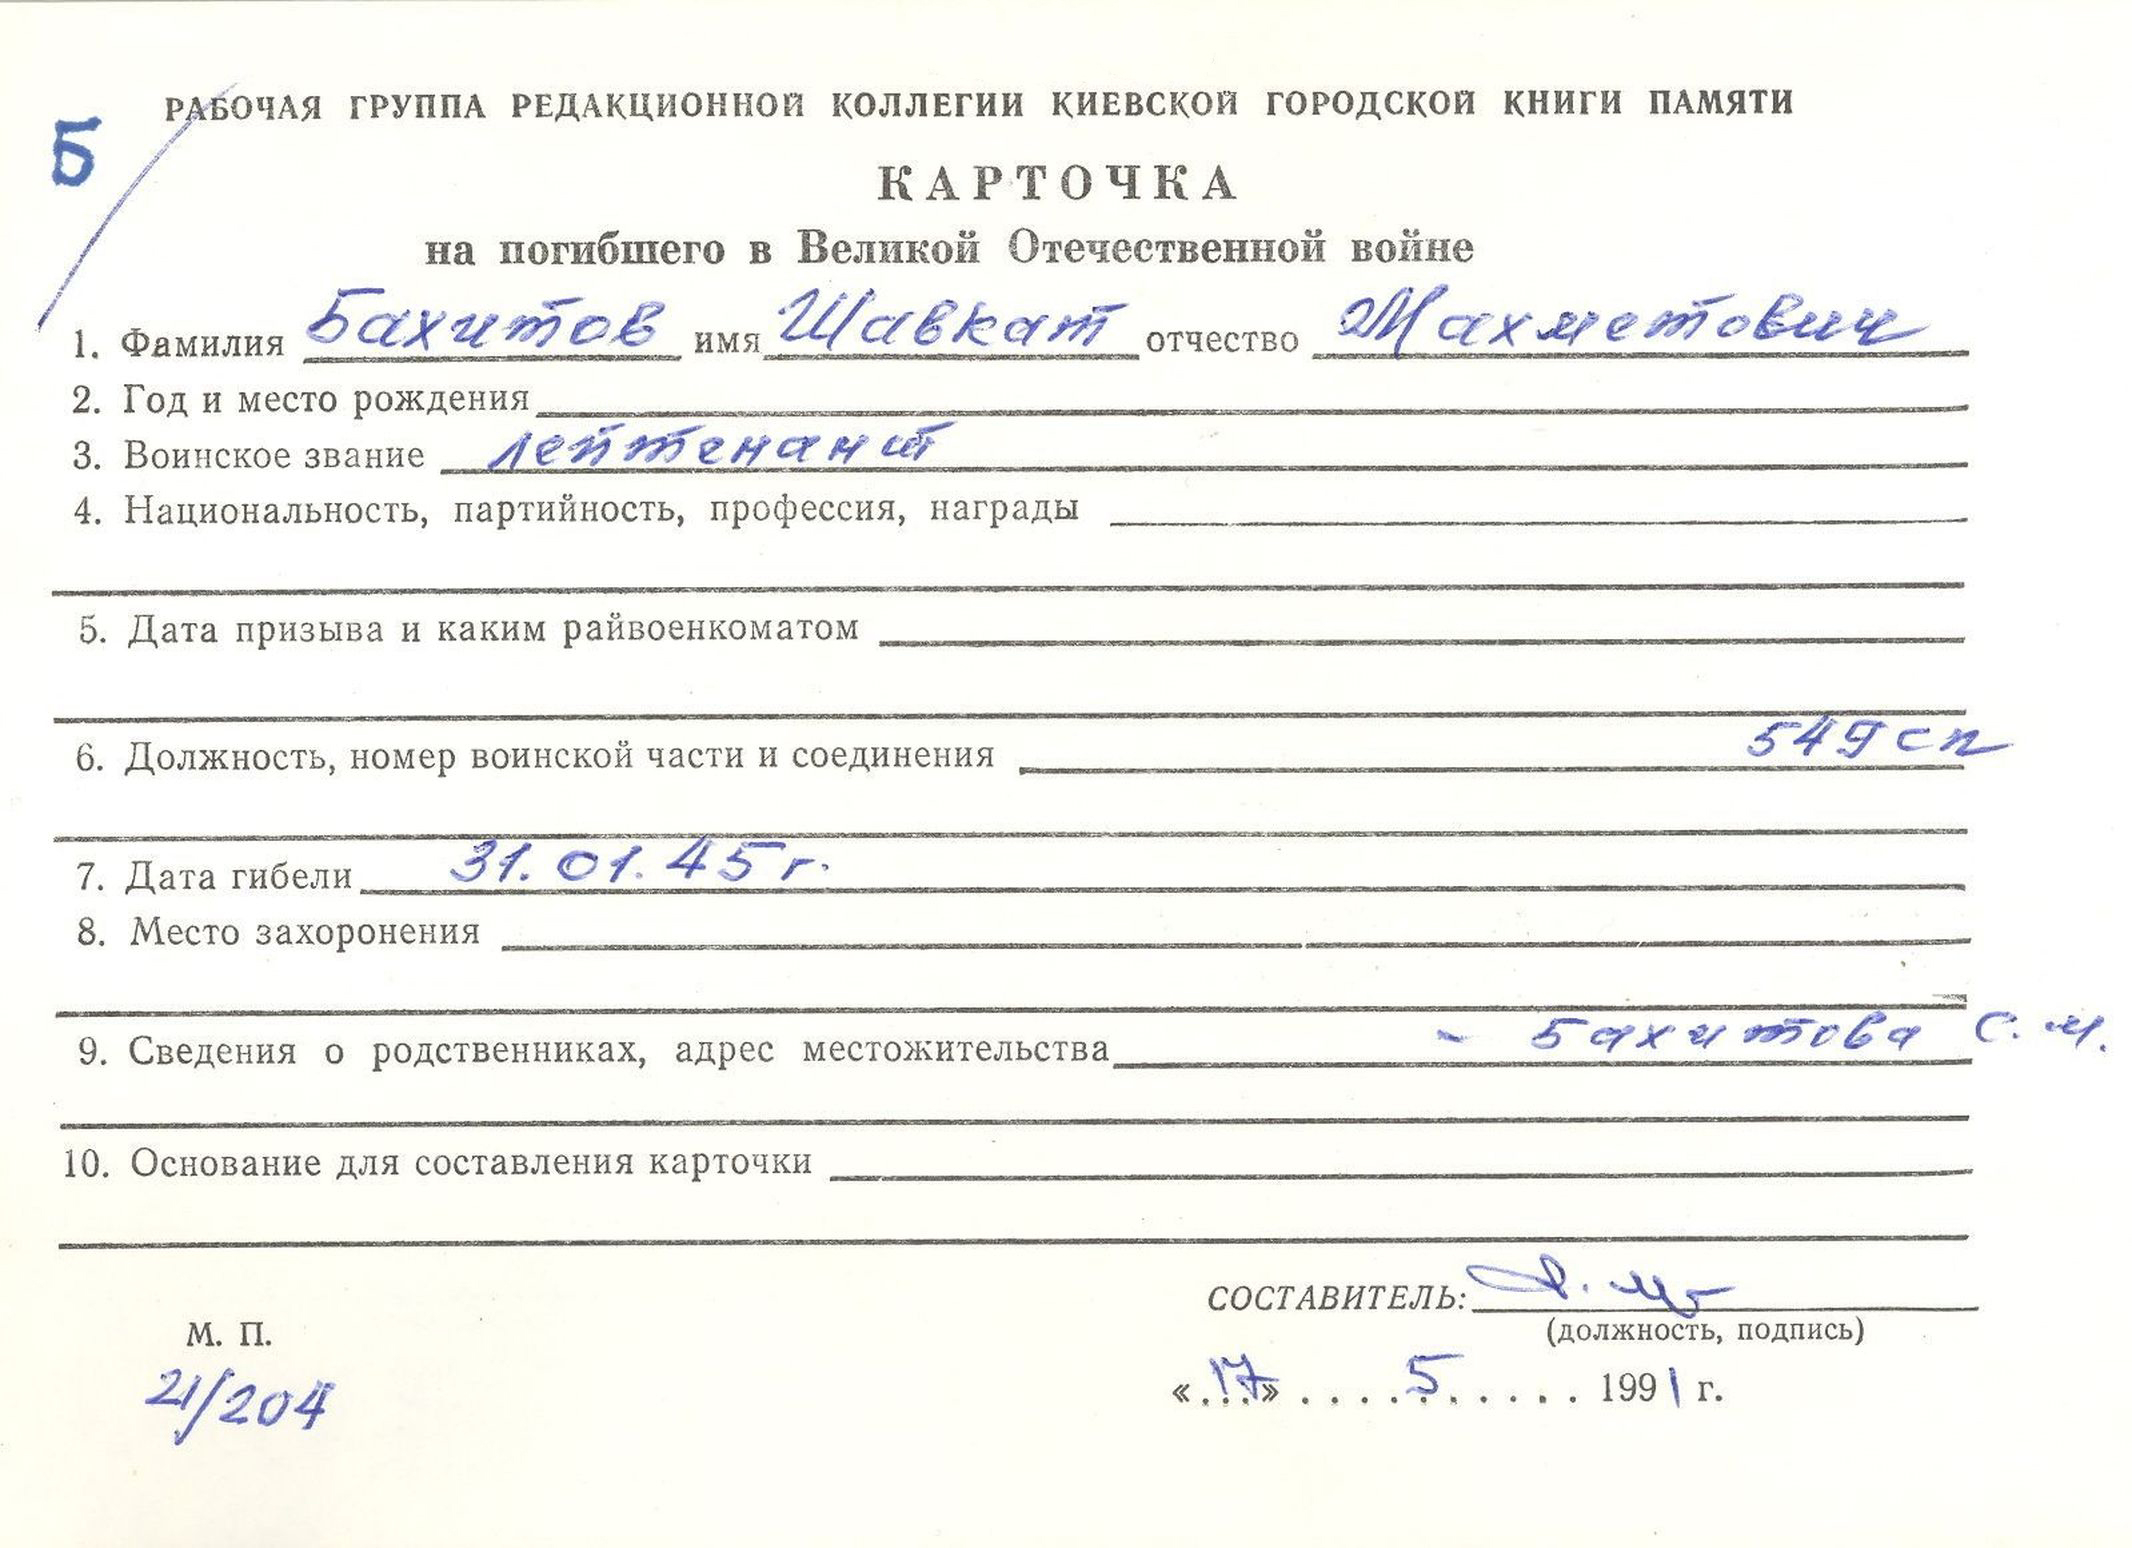 РАБОЧАЯ ГРУППА РЕДАКЦИОННОЙ КОЛЛЕГИИ КИЕВСКОЙ ГОРОДСКОЙ КНИГИ ПАМЯТИ
Б
КАРТОЧКА
на погибшего в Великой Отечественной войне
1. Фамилия Бахитов имя Шавкат отчество Махметович
2. Год и место рождения
3. Воинское звание лейтенант
4. Национальность, партийность, профессия, награды
5. Дата призыва и каким райвоенкоматом
6. Должность, номер воинской части и соединения 549 сп
7. Дата гибели 31.01.45 г.
8. Место захоронения
9. Сведения о родственниках, адрес местожительства - Бахитова С. М.
10. Основание для составления карточки
СОСТАВИТЕЛЬ:
(должность, подпись)
М. П.
«17» 5 1991 г.
21/204